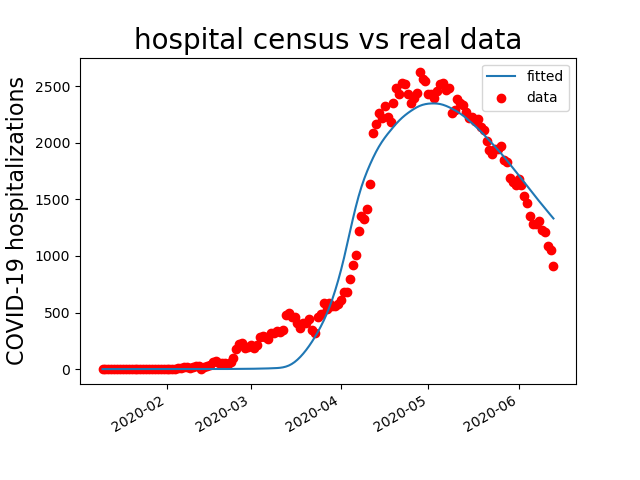 hospital census vs real data
COVID-19 hospitalizations
2500
2000
1500
1000
500
0
2020-02
2020-03
2020-04
2020-05
2020-06
fitted
data